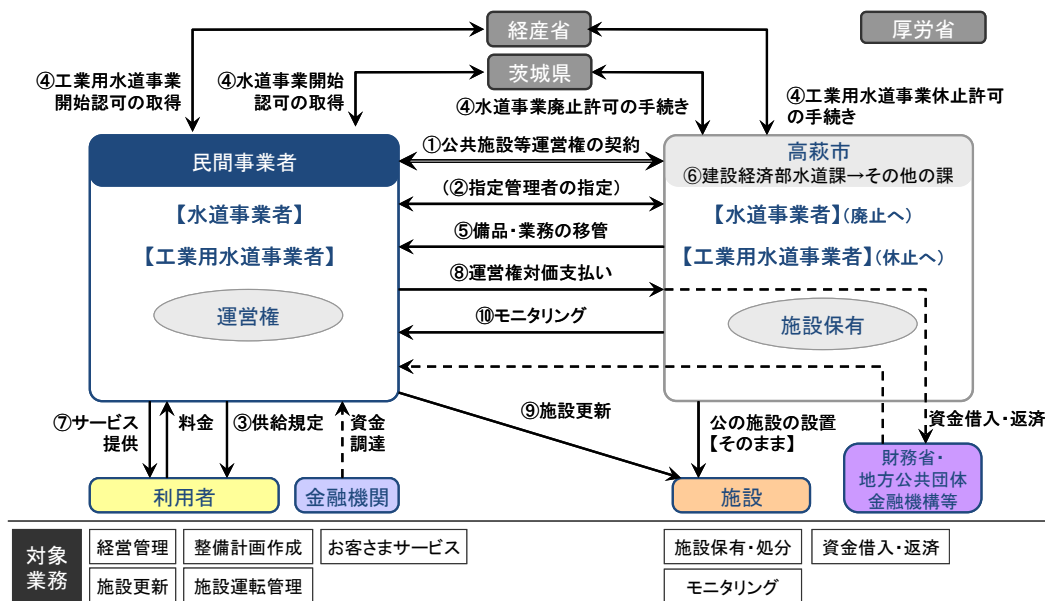 経産省
厚労省
茨城県
④工業用水道事業
開始認可の取得
④水道事業開始
認可の取得
④水道事業廃止許可の手続き
④工業用水道事業休止許可
の手続き
民間事業者
【水道事業者】
【工業用水道事業者】
運営権
①公共施設等運営権の契約
(②指定管理者の指定)
⑤備品・業務の移管
⑧運営権対価支払い
⑩モニタリング
高萩市
⑥建設経済部水道課→その他の課
【水道事業者】(廃止へ)
【工業用水道事業者】(休止へ)
施設保有
⑦サービス
提供
料金
③供給規定
資金
調達
⑨施設更新
公の施設の設置
【そのまま】
資金借入・返済
利用者
金融機関
施設
財務省・
地方公共団体
金融機構等
対象
業務
経営管理
整備計画作成
お客さまサービス
施設保有・処分
資金借入・返済
施設更新
施設運転管理
モニタリング